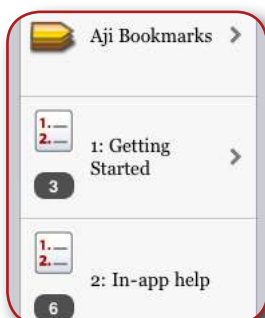 Aji Bookmarks
1.
2.
1: Getting
Started
3
1.
2.
2: In-app help
6